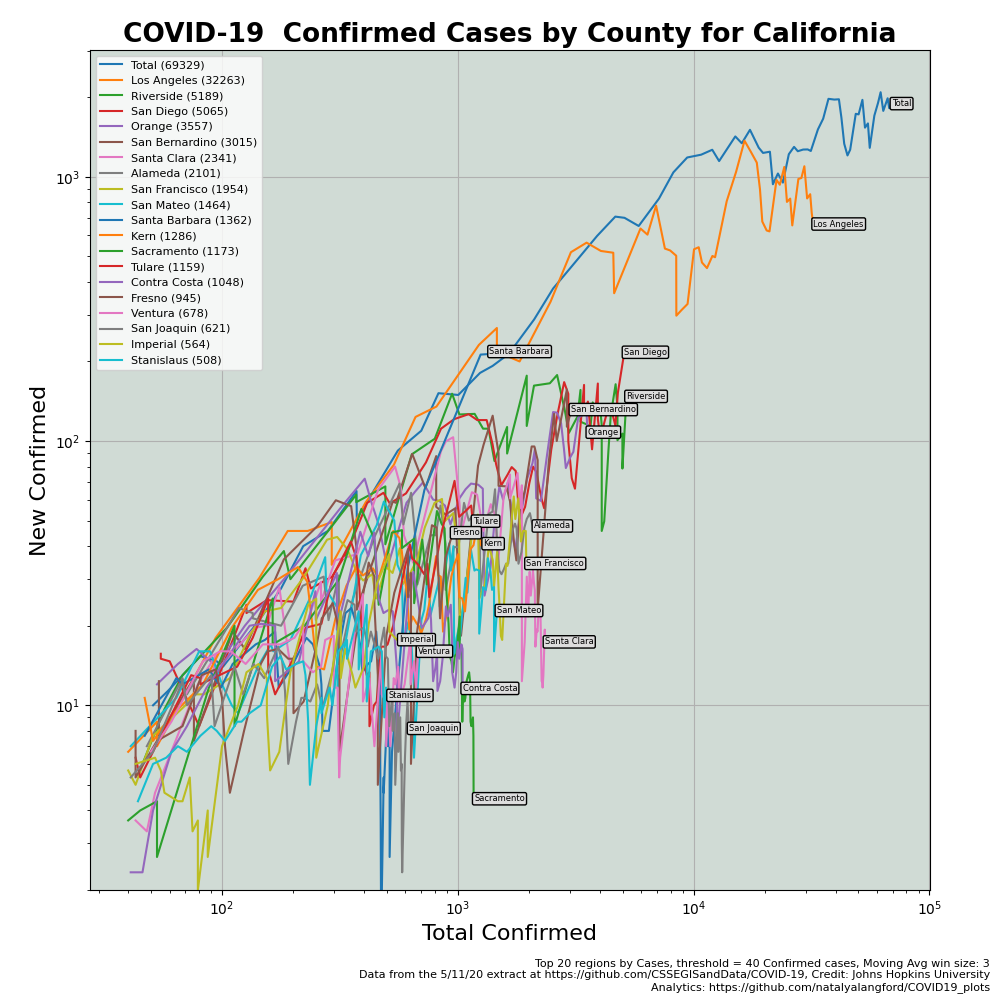 COVID-19  Confirmed Cases by County for California
Total (69329)
Los Angeles (32263)
Riverside (5189)
San Diego (5065)
Orange (3557)
San Bernardino (3015)
Santa Clara (2341)
Alameda (2101)
San Francisco (1954)
San Mateo (1464)
Santa Barbara (1362)
Kern (1286)
Sacramento (1173)
Tulare (1159)
Contra Costa (1048)
Fresno (945)
Ventura (678)
San Joaquin (621)
Imperial (564)
Stanislaus (508)
Total
Los Angeles
Santa Barbara
San Diego
Riverside
San Bernardino
Orange
Tulare
Alameda
Fresno
Kern
San Francisco
San Mateo
Imperial
Santa Clara
Ventura
Contra Costa
Stanislaus
San Joaquin
Sacramento
New Confirmed
10³
10²
10¹
10² 10³ 10⁴ 10⁵
Total Confirmed
Top 20 regions by Cases, threshold = 40 Confirmed cases, Moving Avg win size: 3
Data from the 5/11/20 extract at https://github.com/CSSEGISandData/COVID-19, Credit: Johns Hopkins University
Analytics: https://github.com/natalyalangford/COVID19_plots